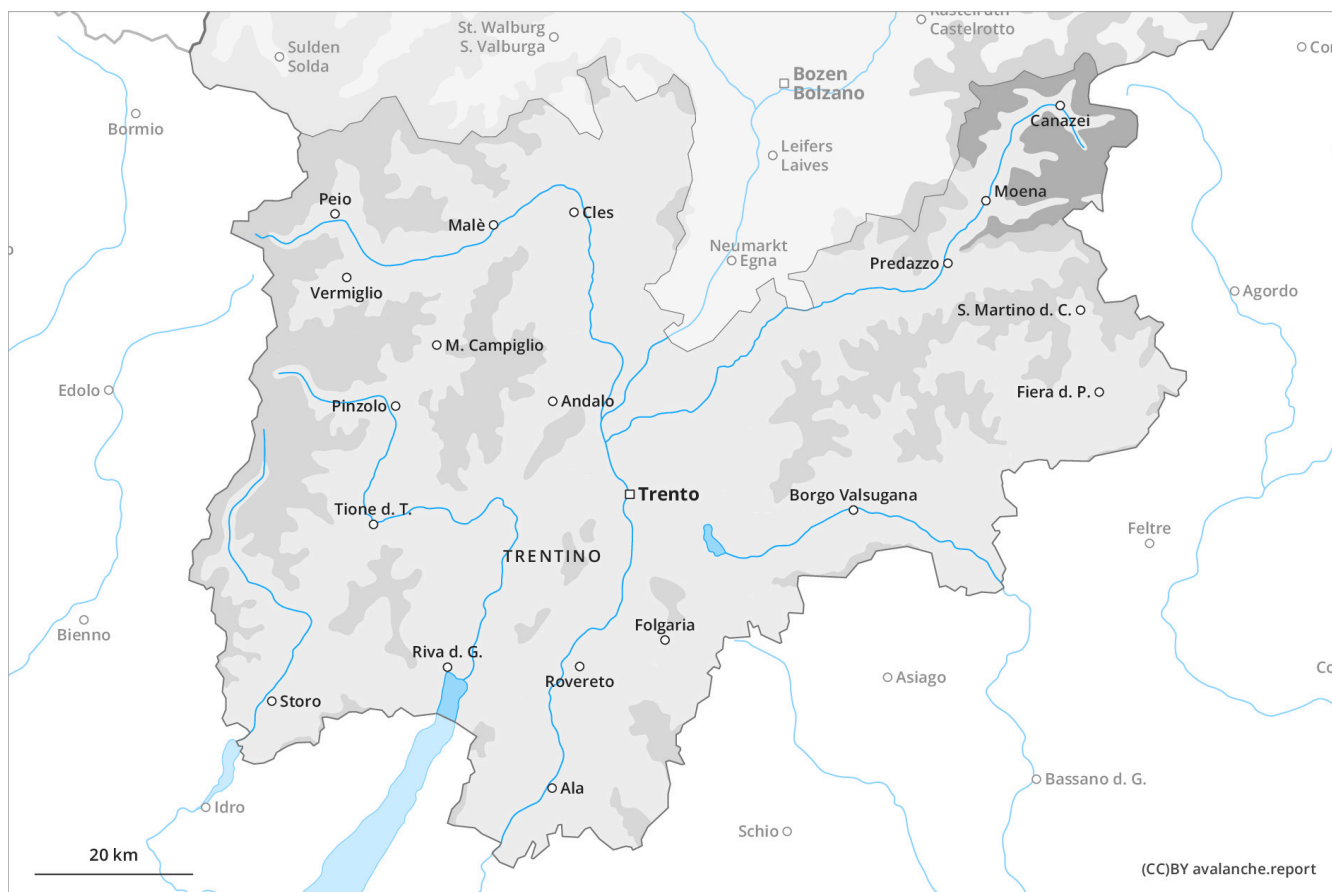 Kastelruth
Castelrotto
St. Walburg
S. Valburga
Sulden
Solda
Bozen
Bolzano
Bormio
Canazei
Leifers
Laives
Peio
Moena
Malè
Cles
Neumarkt
Egna
Predazzo
Vermiglio
Agordo
S. Martino d. C.
M. Campiglio
Edolo
Pinzolo
Andalo
Fiera d. P.
Trento
Borgo Valsugana
Tione d. T.
Feltre
TRENTINO
Bienno
Folgaria
Riva d. G.
Rovereto
Asiago
Storo
Ala
Bassano d. G.
Idro
Schio
20 km
(CC)BY avalanche.report